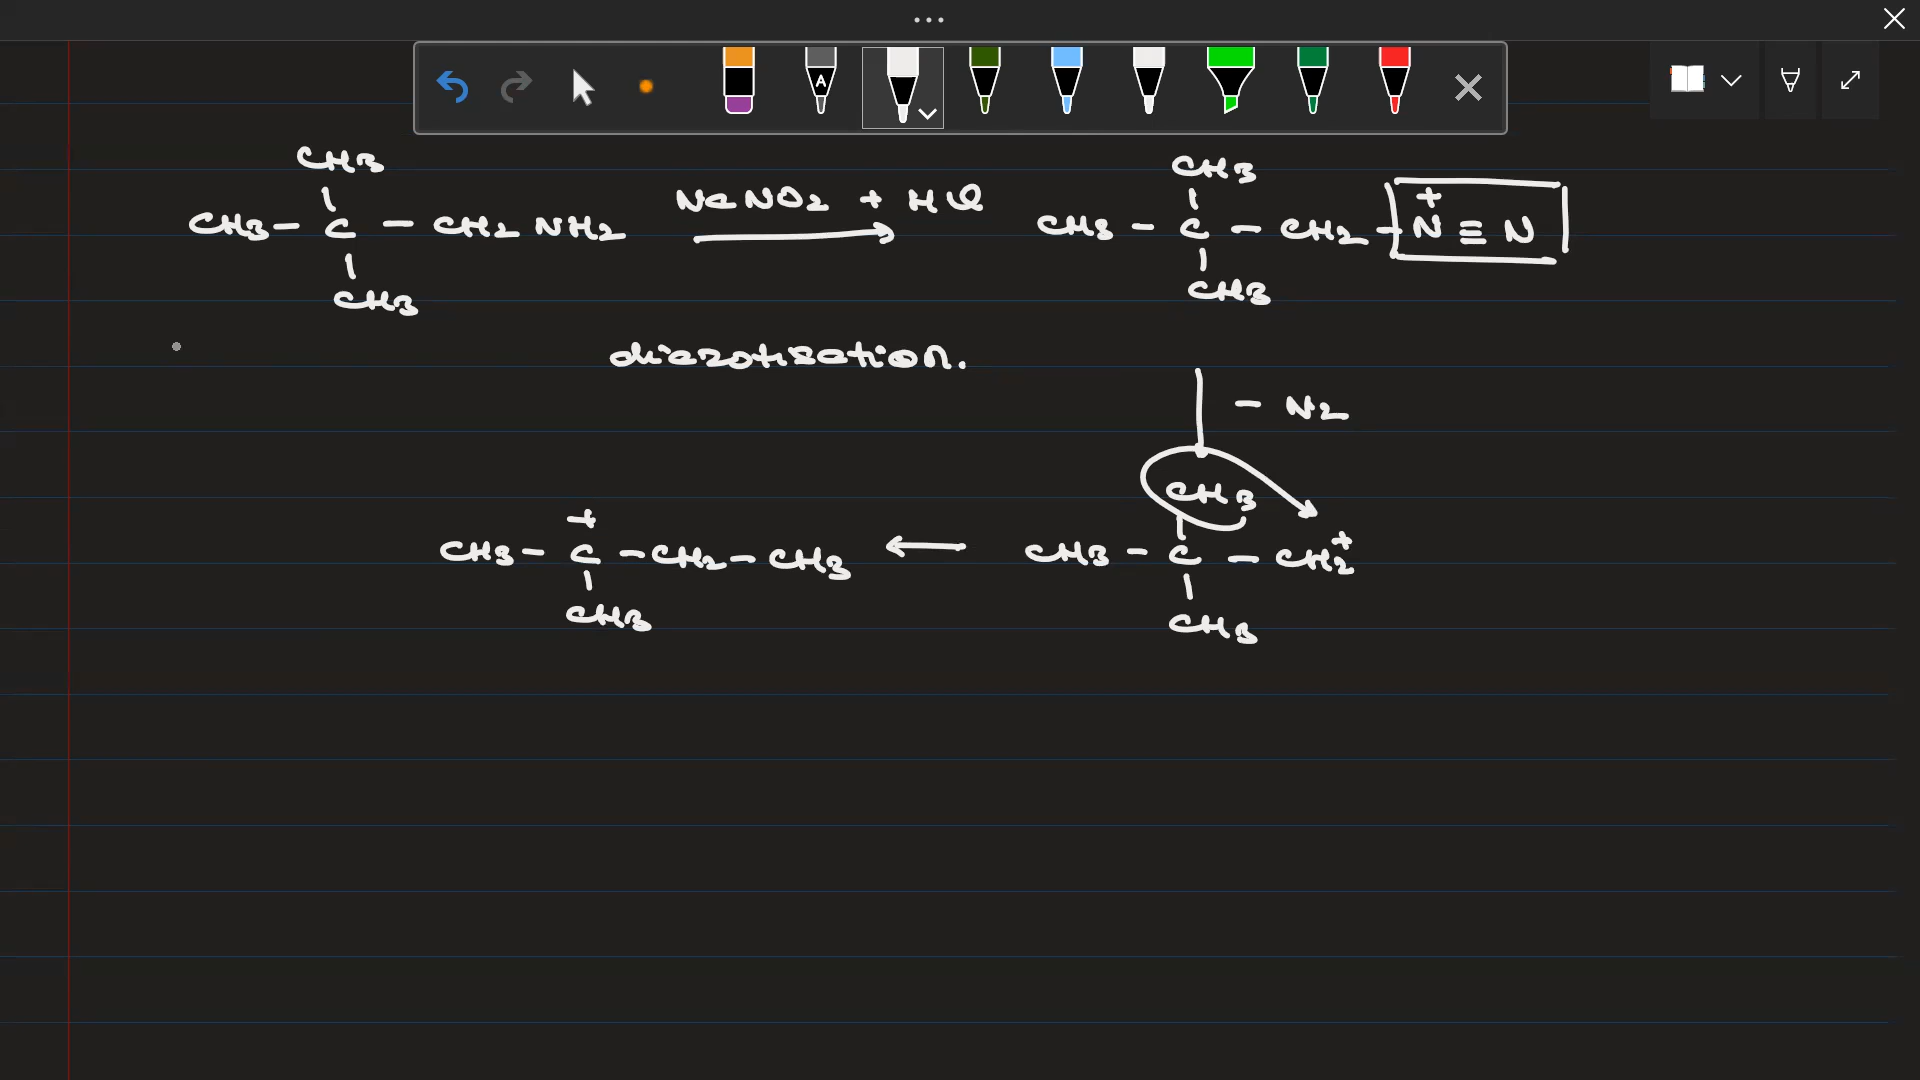 CH3 CH3
CH3 - C - CH2 NH2 NaNO2 + HCl CH3 - C - CH2 - N+ ≡ N
CH3 CH3
diazotisation.
- N2
CH3
CH3 - C+ - CH2 - CH3 CH3 - C - CH2+
CH3 CH3